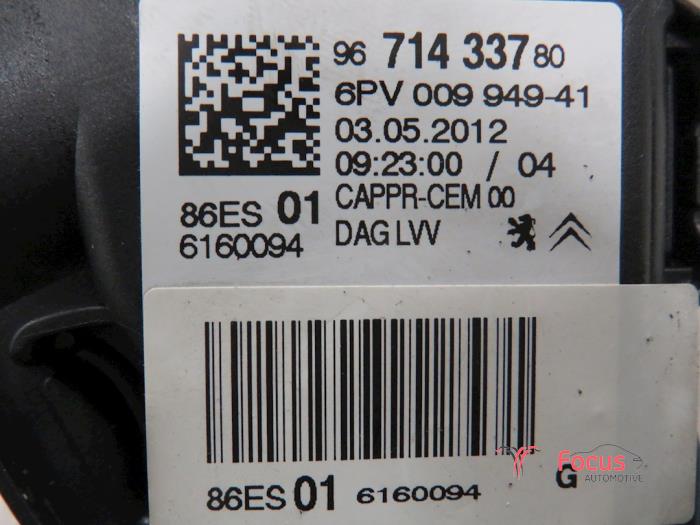 96 714 337 80
6PV 009 949-41
03.05.2012
09:23:00 / 04
86ES 01
CAPPR-CEM 00
6160094
DAG LVV
86ES 01 6160094
G
Focus
AUTOMOTIVE